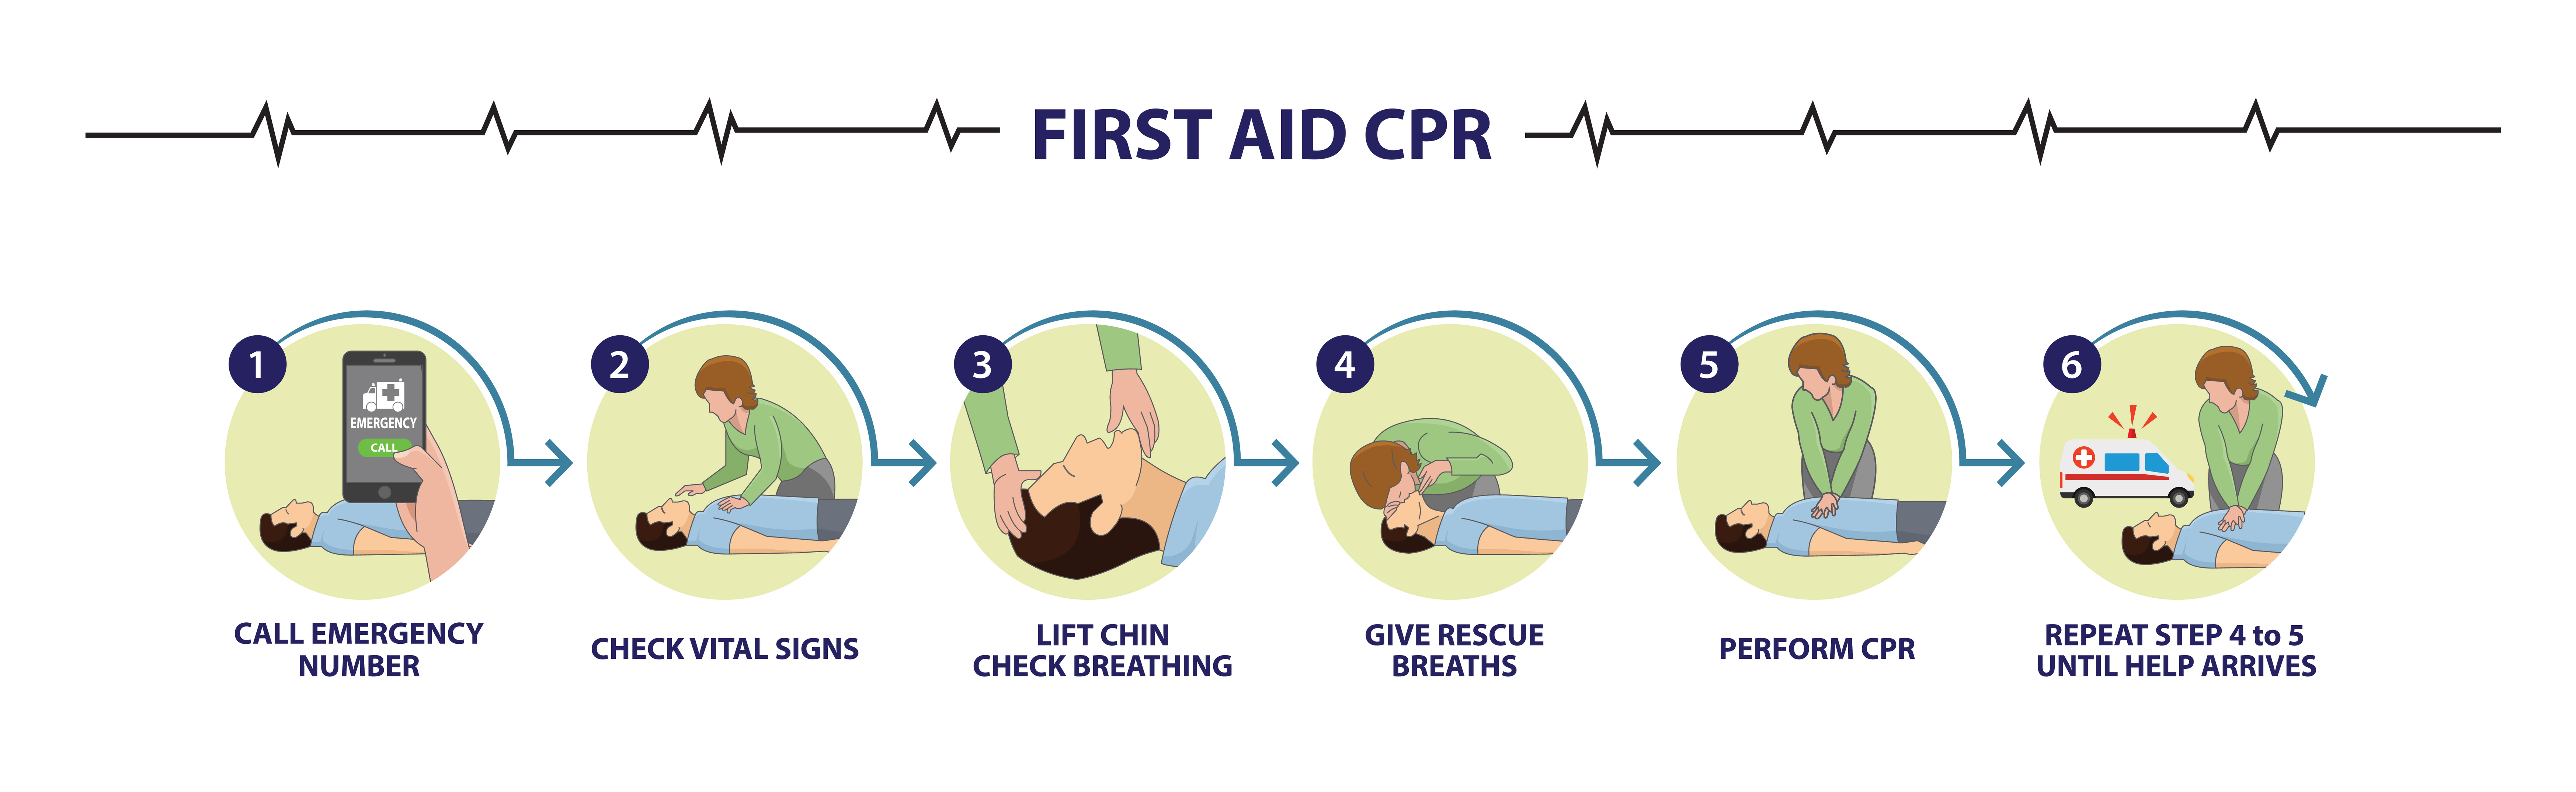 FIRST AID CPR
1
EMERGENCY
CALL
CALL EMERGENCY
NUMBER
2
CHECK VITAL SIGNS
3
LIFT CHIN
CHECK BREATHING
4
GIVE RESCUE
BREATHS
5
PERFORM CPR
6
REPEAT STEP 4 to 5
UNTIL HELP ARRIVES